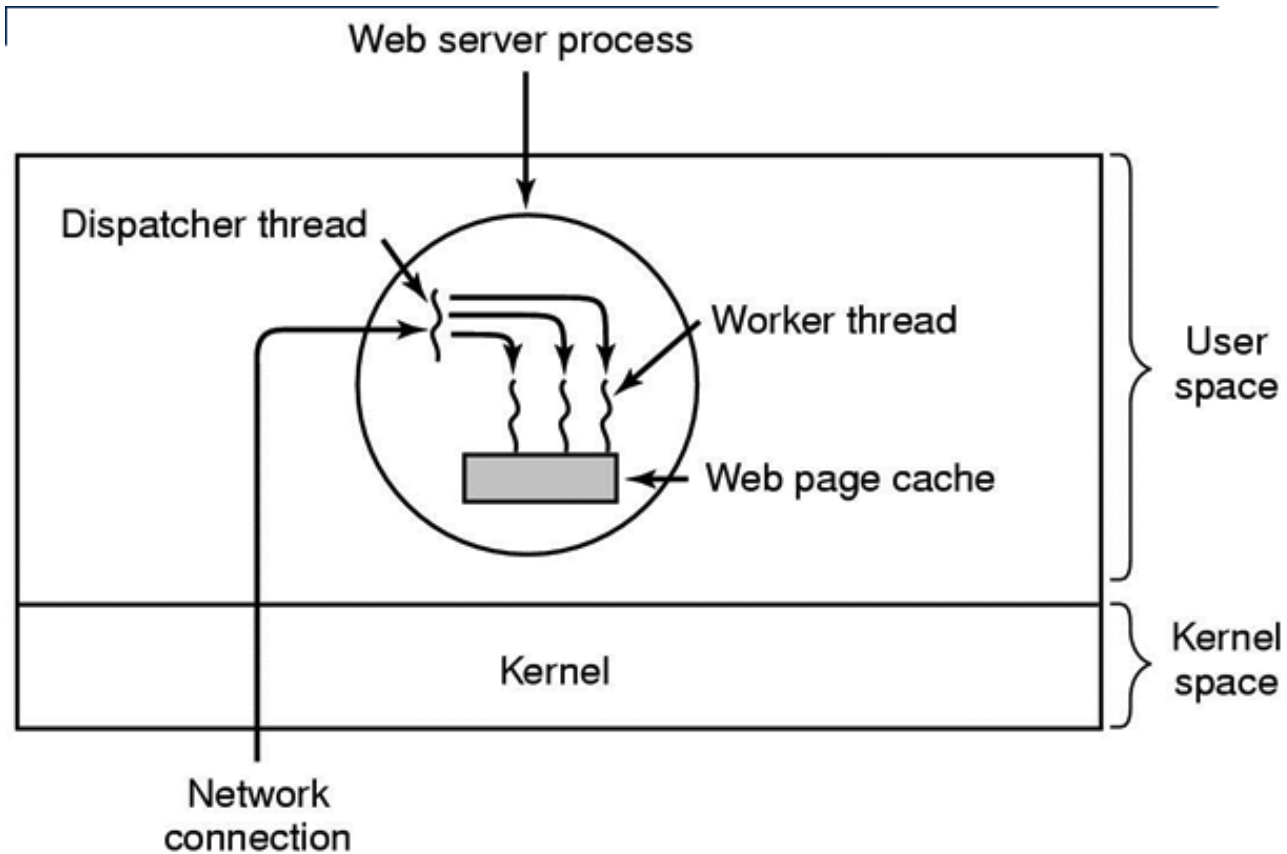 Web server process
Dispatcher thread
Worker thread
User
space
Web page cache
Kernel
Kernel
space
Network
connection